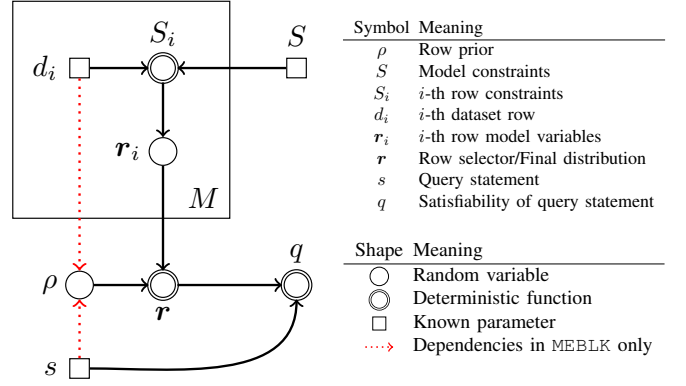 S_i
S
d_i
r_i
M
q
ρ
r
s
Symbol Meaning
ρ Row prior
S Model constraints
S_i i-th row constraints
d_i i-th dataset row
r_i i-th row model variables
r Row selector/Final distribution
s Query statement
q Satisfiability of query statement
Shape Meaning
Random variable
Deterministic function
Known parameter
Dependencies in MEBLK only